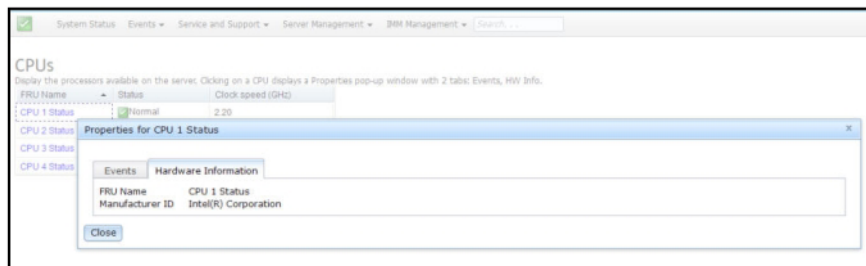 System Status Events Service and Support Server Management IMM Management Search...
CPUs
Display the processors available on the server. Clicking on a CPU displays a Properties pop-up window with 2 tabs: Events, HW Info.
FRU Name Status Clock speed (GHz)
CPU 1 Status Normal 2.20
CPU 2 Status
CPU 3 Status
CPU 4 Status
Properties for CPU 1 Status x
Events Hardware Information
FRU Name CPU 1 Status
Manufacturer ID Intel(R) Corporation
Close